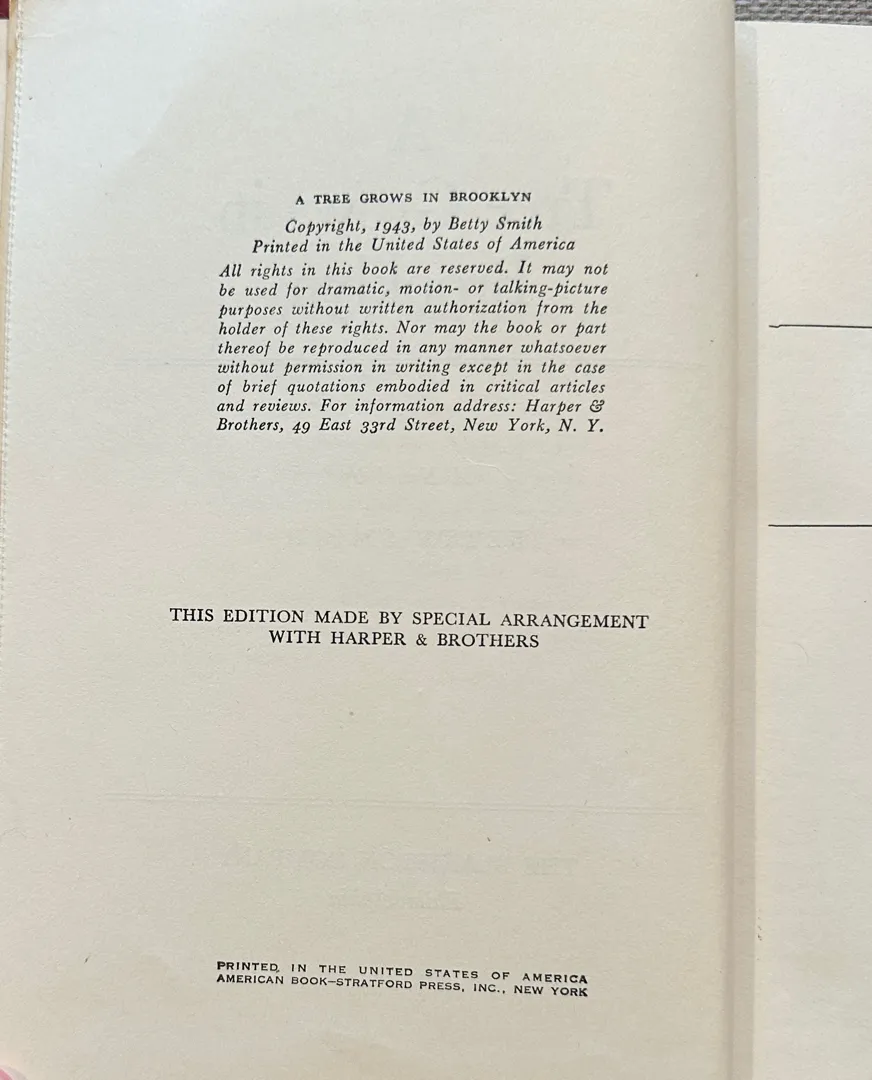 A TREE GROWS IN BROOKLYN
Copyright, 1943, by Betty Smith
Printed in the United States of America
All rights in this book are reserved. It may not
be used for dramatic, motion- or talking-picture
purposes without written authorization from the
holder of these rights. Nor may the book or part
thereof be reproduced in any manner whatsoever
without permission in writing except in the case
of brief quotations embodied in critical articles
and reviews. For information address: Harper &
Brothers, 49 East 33rd Street, New York, N. Y.
THIS EDITION MADE BY SPECIAL ARRANGEMENT
WITH HARPER & BROTHERS
PRINTED IN THE UNITED STATES OF AMERICA
AMERICAN BOOK–STRATFORD PRESS, INC., NEW YORK